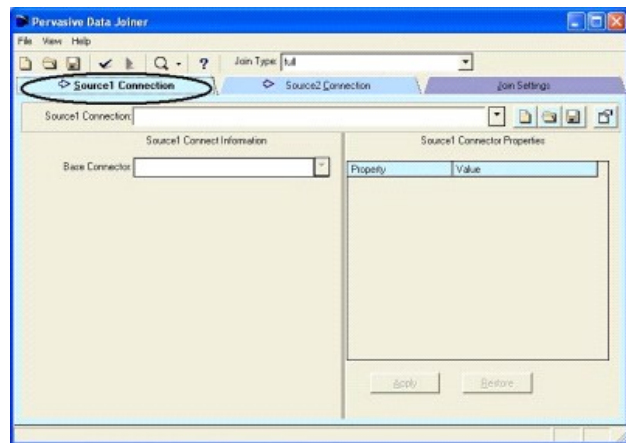 Pervasive Data Joiner
File View Help
? Join Type: full
Source1 Connection Source2 Connection Join Settings
Source1 Connection:
Source1 Connect Information Source1 Connector Properties
Base Connector Property Value
Apply Restore